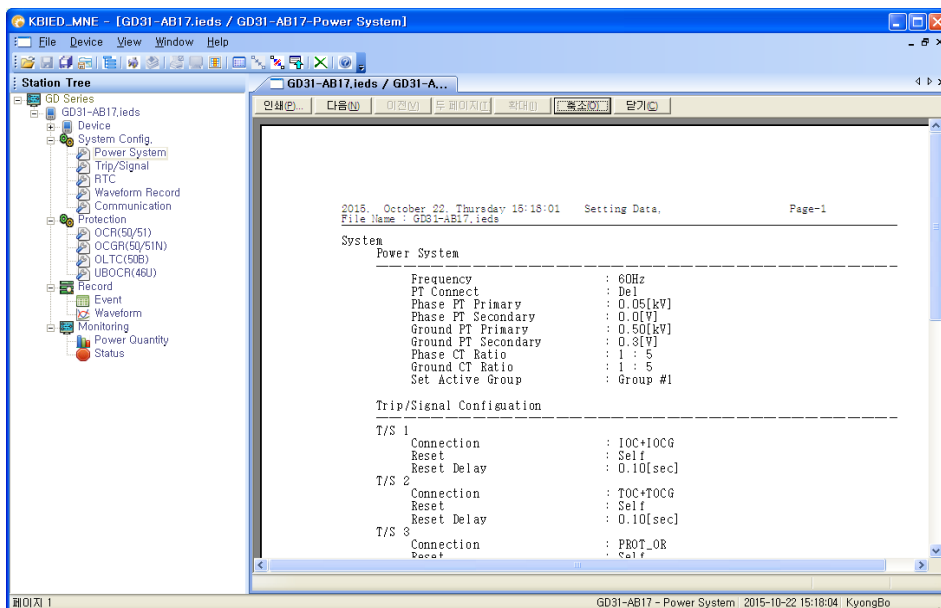 KBIED_MNE - [GD31-AB17.ieds / GD31-AB17-Power System]
File Device View Window Help
Station Tree
GD31-AB17.ieds / GD31-A...
GD Series
GD31-AB17.ieds
Device
System Config.
Power System
Trip/Signal
RTC
Waveform Record
Communication
Protection
OCR(50/51)
OCGR(50/51N)
OLTC(50B)
UBOCR(46U)
Record
Event
Waveform
Monitoring
Power Quantity
Status
인쇄(P)... 다음(N) 이전(V) 두 페이지(T) 확대(I) 축소(O) 닫기(C)
2015. October 22. Thursday 15:18:01 Setting Data. Page-1
File Name : GD31-AB17.ieds
System
Power System
Frequency : 60Hz
PT Connect : Del
Phase PT Primary : 0.05[kV]
Phase PT Secondary : 0.0[V]
Ground PT Primary : 0.50[kV]
Ground PT Secondary : 0.3[V]
Phase CT Ratio : 1 : 5
Ground CT Ratio : 1 : 5
Set Active Group : Group #1
Trip/Signal Configuation
T/S 1
Connection : IOC+IOCG
Reset : Self
Reset Delay : 0.10[sec]
T/S 2
Connection : TOC+TOCG
Reset : Self
Reset Delay : 0.10[sec]
T/S 3
Connection : PROT_OR
Reset : Self
페이지 1 GD31-AB17 - Power System 2015-10-22 15:18:04 KyongBo